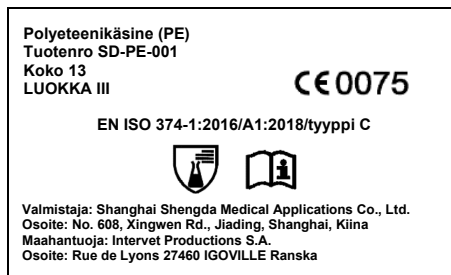 Polyeteenikäsine (PE)
Tuotenro SD-PE-001
Koko 13
LUOKKA III
CE 0075
EN ISO 374-1:2016/A1:2018/tyyppi C
Valmistaja: Shanghai Shengda Medical Applications Co., Ltd.
Osoite: No. 608, Xingwen Rd., Jiading, Shanghai, Kiina
Maahantuoja: Intervet Productions S.A.
Osoite: Rue de Lyons 27460 IGOVILLE Ranska